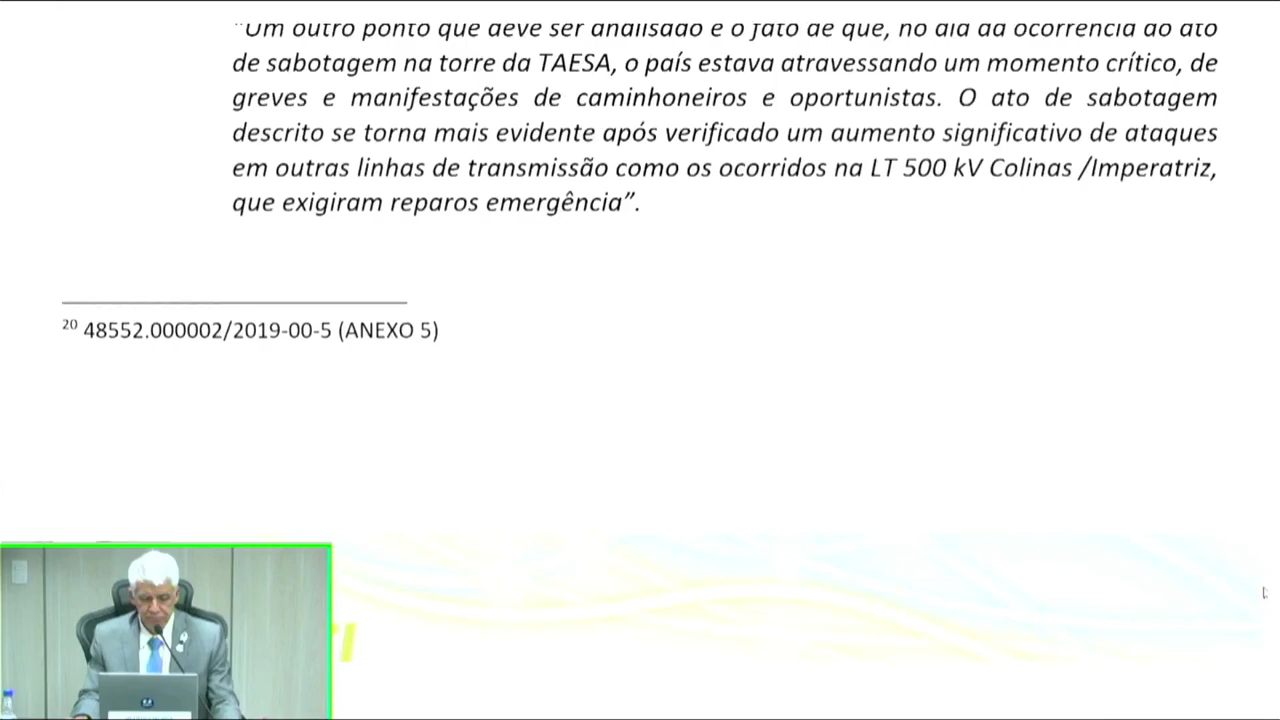 “Um outro ponto que deve ser analisado é o fato de que, no dia da ocorrência do ato
de sabotagem na torre da TAESA, o país estava atravessando um momento crítico, de
greves e manifestações de caminhoneiros e oportunistas. O ato de sabotagem
descrito se torna mais evidente após verificado um aumento significativo de ataques
em outras linhas de transmissão como os ocorridos na LT 500 kV Colinas /Imperatriz,
que exigiram reparos emergência”.
20 48552.000002/2019-00-5 (ANEXO 5)